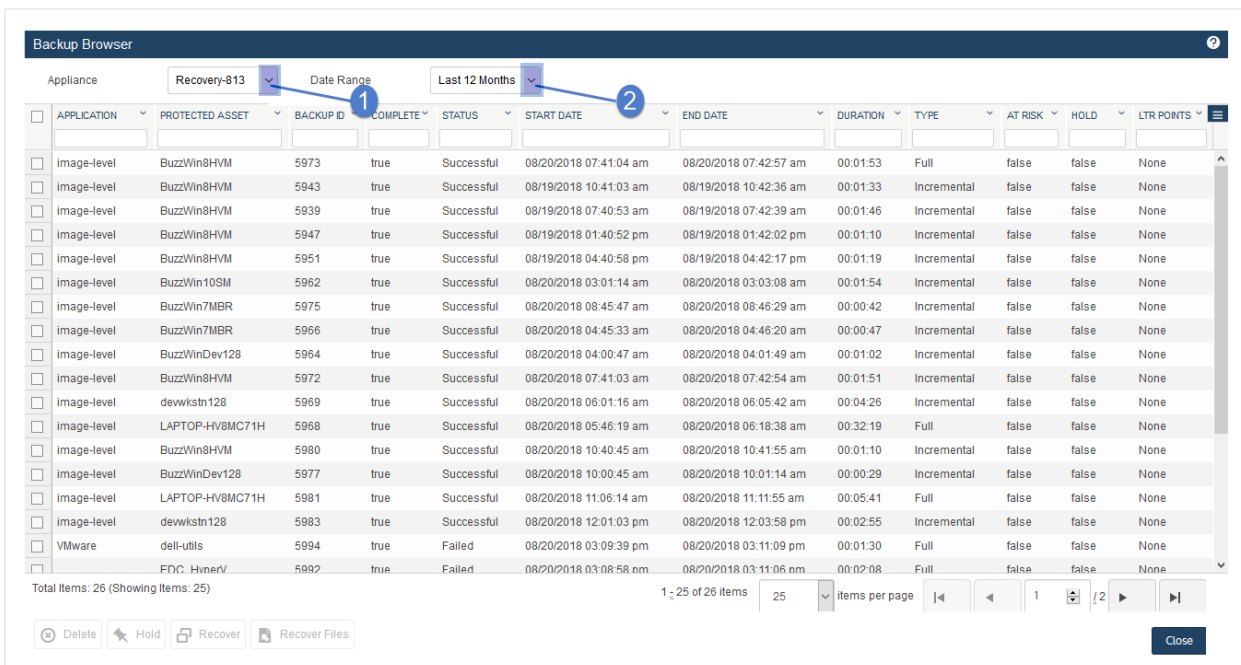 Backup Browser
Appliance Recovery-813 Date Range Last 12 Months
1 2
APPLICATION PROTECTED ASSET BACKUP ID COMPLETE STATUS START DATE END DATE DURATION TYPE AT RISK HOLD LTR POINTS
image-level BuzzWin8HVM 5973 true Successful 08/20/2018 07:41:04 am 08/20/2018 07:42:57 am 00:01:53 Full false false None
image-level BuzzWin8HVM 5943 true Successful 08/19/2018 10:41:03 am 08/19/2018 10:42:36 am 00:01:33 Incremental false false None
image-level BuzzWin8HVM 5939 true Successful 08/19/2018 07:40:53 am 08/19/2018 07:42:39 am 00:01:46 Incremental false false None
image-level BuzzWin8HVM 5947 true Successful 08/19/2018 01:40:52 pm 08/19/2018 01:42:02 pm 00:01:10 Incremental false false None
image-level BuzzWin8HVM 5951 true Successful 08/19/2018 04:40:58 pm 08/19/2018 04:42:17 pm 00:01:19 Incremental false false None
image-level BuzzWin10SM 5962 true Successful 08/20/2018 03:01:14 am 08/20/2018 03:03:08 am 00:01:54 Incremental false false None
image-level BuzzWin7MBR 5975 true Successful 08/20/2018 08:45:47 am 08/20/2018 08:46:29 am 00:00:42 Incremental false false None
image-level BuzzWin7MBR 5966 true Successful 08/20/2018 04:45:33 am 08/20/2018 04:46:20 am 00:00:47 Incremental false false None
image-level BuzzWinDev128 5964 true Successful 08/20/2018 04:00:47 am 08/20/2018 04:01:49 am 00:01:02 Incremental false false None
image-level BuzzWin8HVM 5972 true Successful 08/20/2018 07:41:03 am 08/20/2018 07:42:54 am 00:01:51 Incremental false false None
image-level devwkstn128 5969 true Successful 08/20/2018 06:01:16 am 08/20/2018 06:05:42 am 00:04:26 Incremental false false None
image-level LAPTOP-HV8MC71H 5968 true Successful 08/20/2018 05:46:19 am 08/20/2018 06:18:38 am 00:32:19 Full false false None
image-level BuzzWin8HVM 5980 true Successful 08/20/2018 10:40:45 am 08/20/2018 10:41:55 am 00:01:10 Incremental false false None
image-level BuzzWinDev128 5977 true Successful 08/20/2018 10:00:45 am 08/20/2018 10:01:14 am 00:00:29 Incremental false false None
image-level LAPTOP-HV8MC71H 5981 true Successful 08/20/2018 11:06:14 am 08/20/2018 11:11:55 am 00:05:41 Full false false None
image-level devwkstn128 5983 true Successful 08/20/2018 12:01:03 pm 08/20/2018 12:03:58 pm 00:02:55 Incremental false false None
VMware dell-utils 5994 true Failed 08/20/2018 03:09:39 pm 08/20/2018 03:11:09 pm 00:01:30 Full false false None
EDC_HyperV 5992 true Failed 08/20/2018 03:08:58 pm 08/20/2018 03:11:06 pm 00:02:08 Full false false None
Total Items: 26 (Showing Items: 25) 1 - 25 of 26 items 25 items per page 1 / 2
Delete Hold Recover Recover Files Close